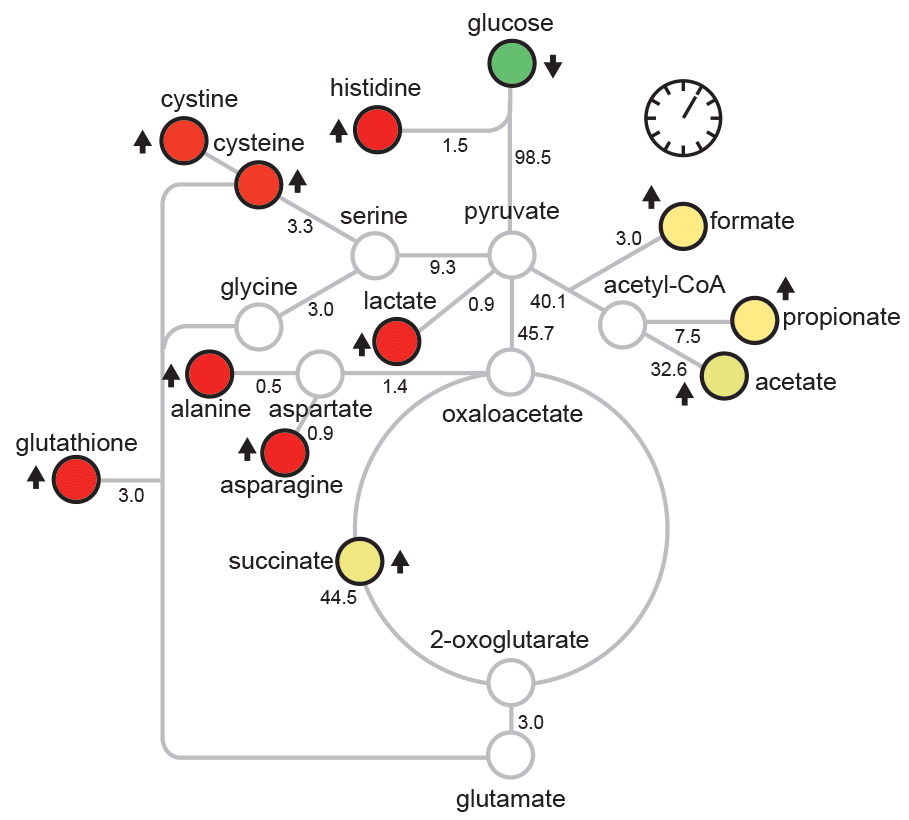 glucose
histidine
cystine
cysteine
1.5
98.5
serine
pyruvate
formate
3.3
3.0
9.3
glycine
acetyl-CoA
lactate
0.9
40.1
3.0
propionate
45.7
7.5
32.6
acetate
0.5
1.4
alanine
aspartate
oxaloacetate
0.9
glutathione
asparagine
3.0
succinate
44.5
2-oxoglutarate
3.0
glutamate